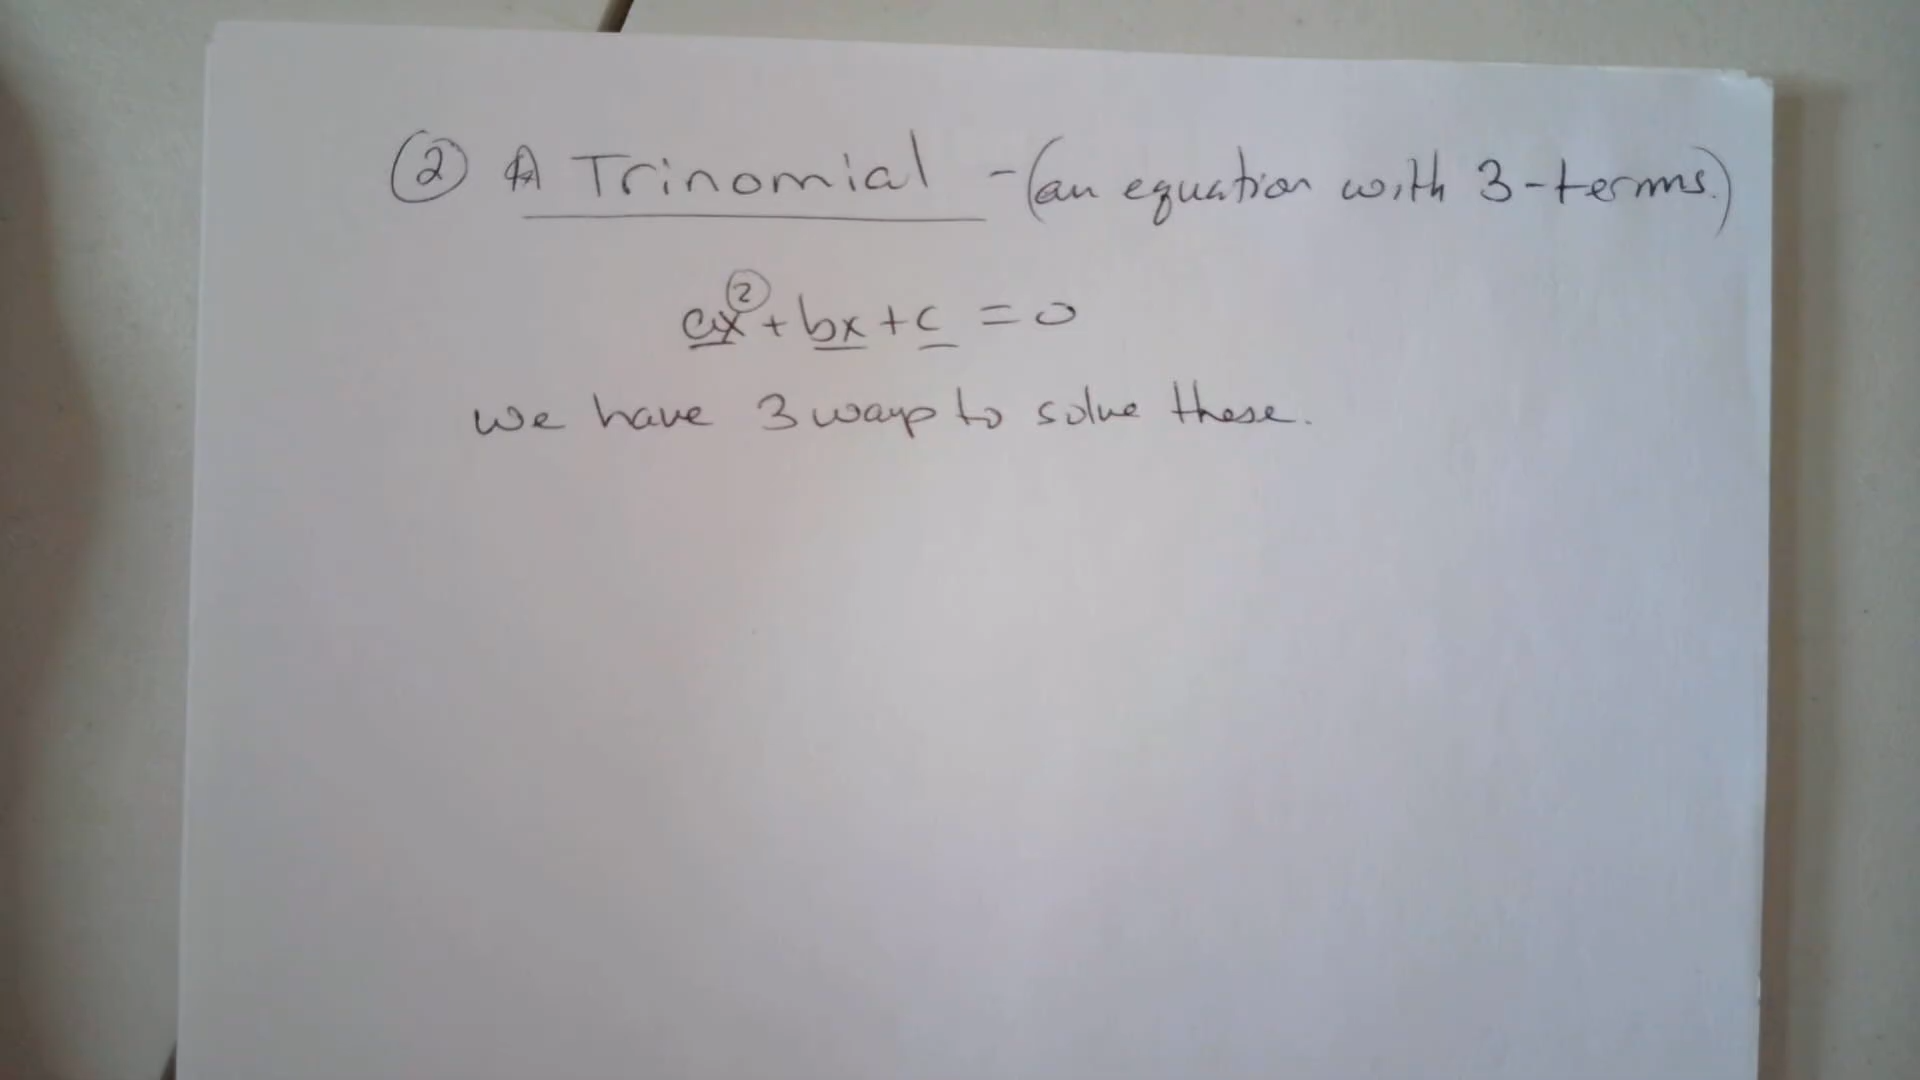 ② A Trinomial - (an equation with 3-terms.)
ax² + bx + c = 0
we have 3 ways to solve these.